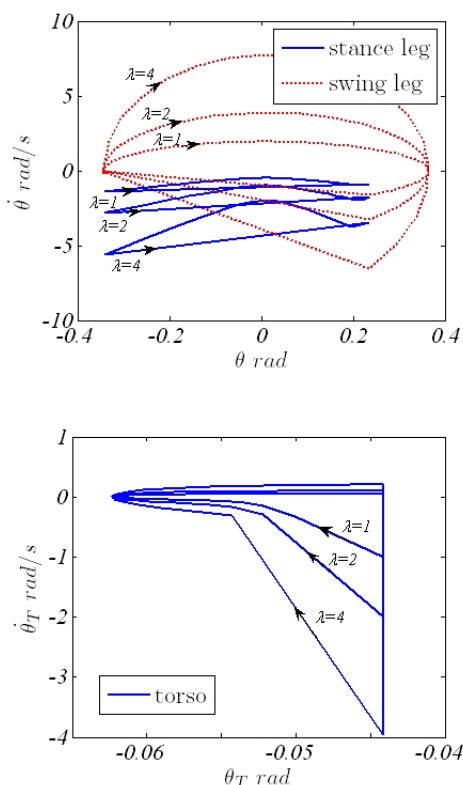 10
stance leg
swing leg
λ=4
5
λ=2
λ=1
θ̇ rad/s
0
λ=1
λ=2
-5
λ=4
-10
-0.4 -0.2 0 0.2 0.4
θ rad
1
0
λ=1
-1
λ=2
θ̇T rad/s
-2
λ=4
-3
torso
-4
-0.06 -0.05 -0.04
θT rad